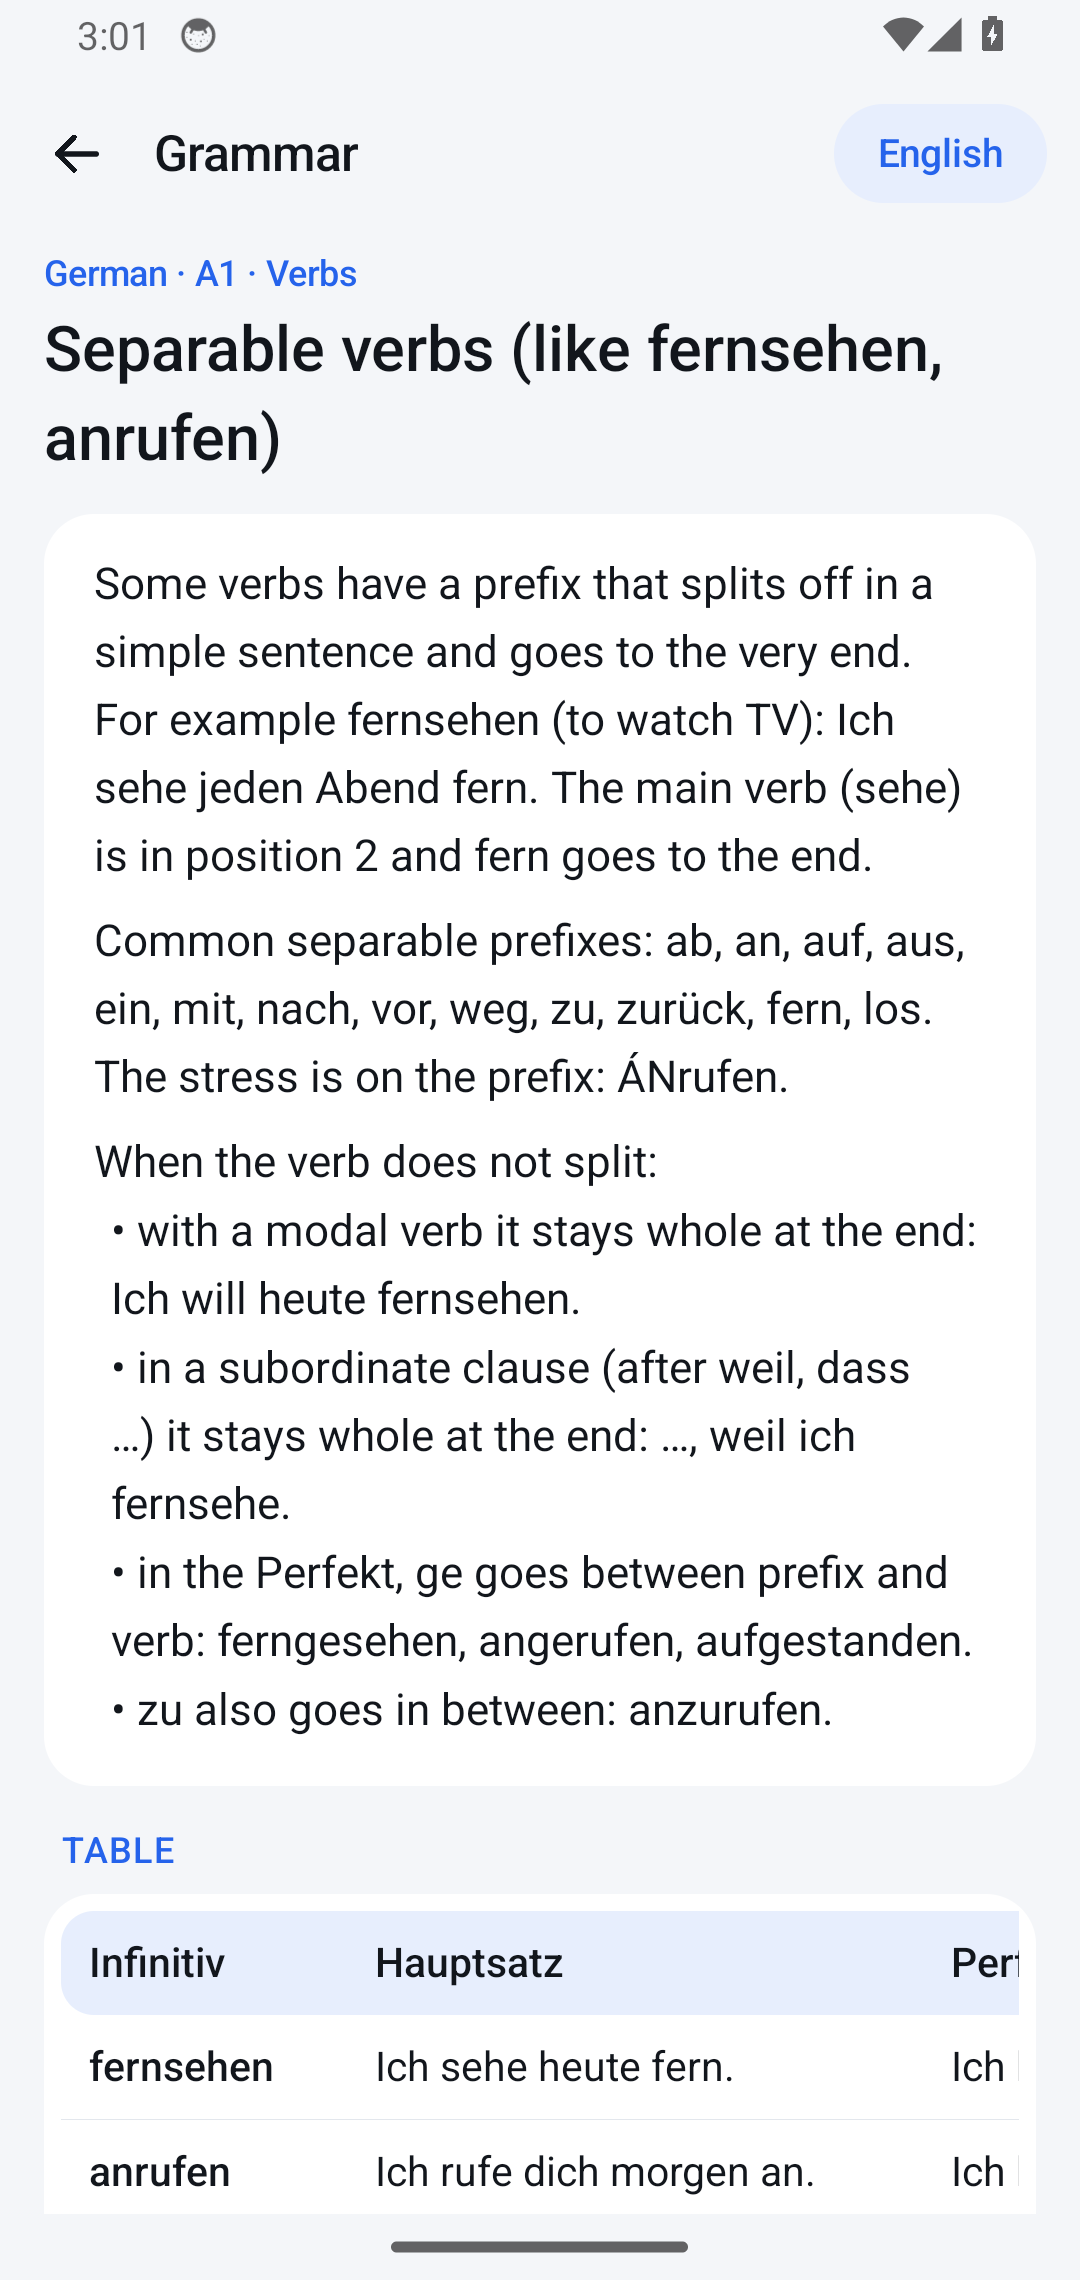 3:01
Grammar
English
German · A1 · Verbs
Separable verbs (like fernsehen,
anrufen)
Some verbs have a prefix that splits off in a
simple sentence and goes to the very end.
For example fernsehen (to watch TV): Ich
sehe jeden Abend fern. The main verb (sehe)
is in position 2 and fern goes to the end.
Common separable prefixes: ab, an, auf, aus,
ein, mit, nach, vor, weg, zu, zurück, fern, los.
The stress is on the prefix: ÁNrufen.
When the verb does not split:
• with a modal verb it stays whole at the end:
Ich will heute fernsehen.
• in a subordinate clause (after weil, dass
…) it stays whole at the end: …, weil ich
fernsehe.
• in the Perfekt, ge goes between prefix and
verb: ferngesehen, angerufen, aufgestanden.
• zu also goes in between: anzurufen.
TABLE
Infinitiv Hauptsatz
fernsehen Ich sehe heute fern. Ich
anrufen Ich rufe dich morgen an. Ich